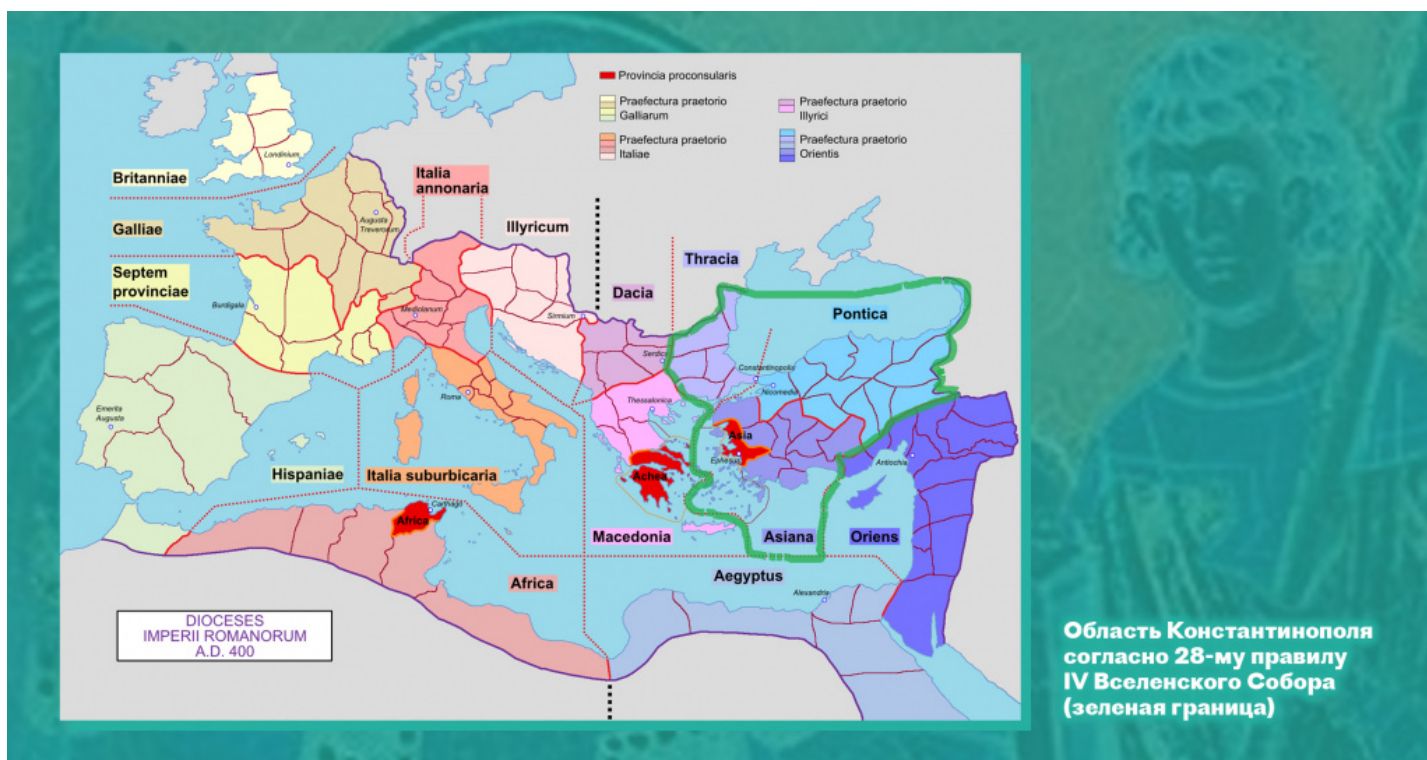 Provincia proconsularis
Praefectura praetorio
Galliarum
Praefectura praetorio
Illyrici
Praefectura praetorio
Italiae
Praefectura praetorio
Orientis
Londinium
Britanniae
Italia
annonaria
Augusta
Treverorum
Galliae
Illyricum
Thracia
Septem
provinciae
Dacia
Burdigala
Mediolanum
Sirmium
Pontica
Serdica
Constantinopolis
Nicomedia
Roma
Thessalonica
Emerita
Augusta
Asia
Ephesus
Antiochia
Hispaniae
Italia suburbicaria
Achea
Carthago
Africa
Macedonia
Asiana
Oriens
Africa
Aegyptus
Alexandria
DIOCESES
IMPERII ROMANORUM
A.D. 400
Область Константинополя
согласно 28-му правилу
IV Вселенского Собора
(зеленая граница)